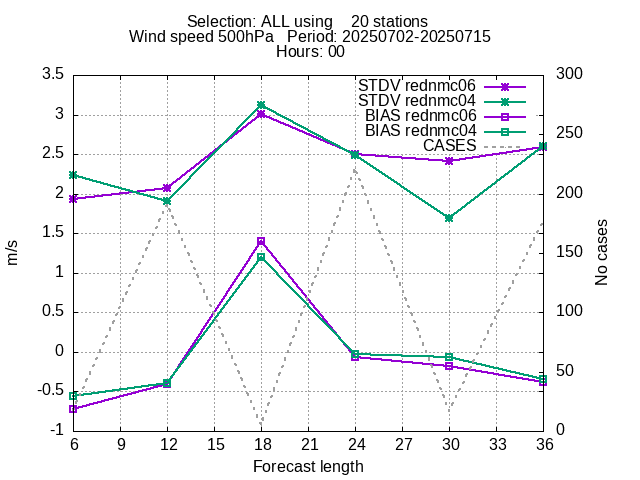 Selection: ALL using    20 stations
Wind speed 500hPa   Period: 20250702-20250715
Hours: 00
STDV rednmc06
STDV rednmc04
BIAS rednmc06
BIAS rednmc04
CASES
3.5
3
2.5
2
1.5
1
0.5
0
-0.5
-1
m/s
300
250
200
150
100
50
0
No cases
6 9 12 15 18 21 24 27 30 33 36
Forecast length